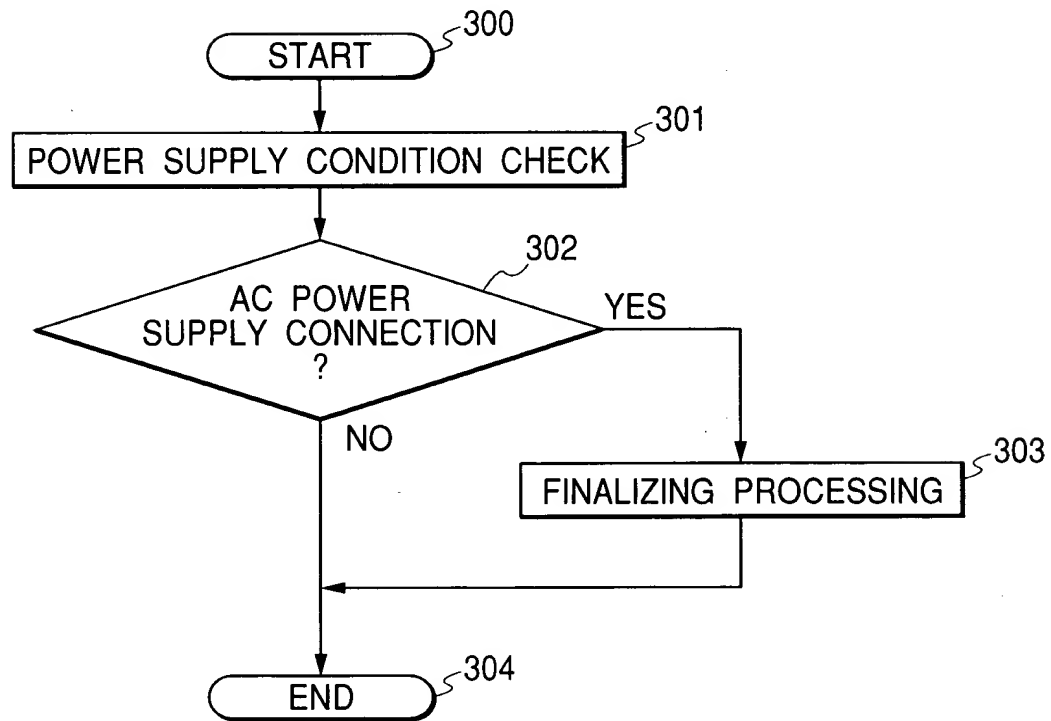 START
300
POWER SUPPLY CONDITION CHECK
301
302
AC POWER
SUPPLY CONNECTION
?
YES
NO
FINALIZING PROCESSING
303
END
304